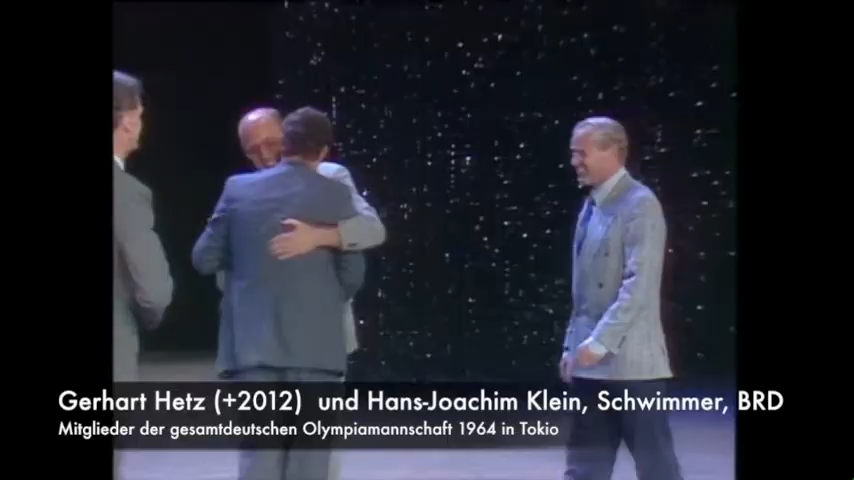 Gerhart Hetz (+2012) und Hans-Joachim Klein, Schwimmer, BRD
Mitglieder der gesamtdeutschen Olympiamannschaft 1964 in Tokio